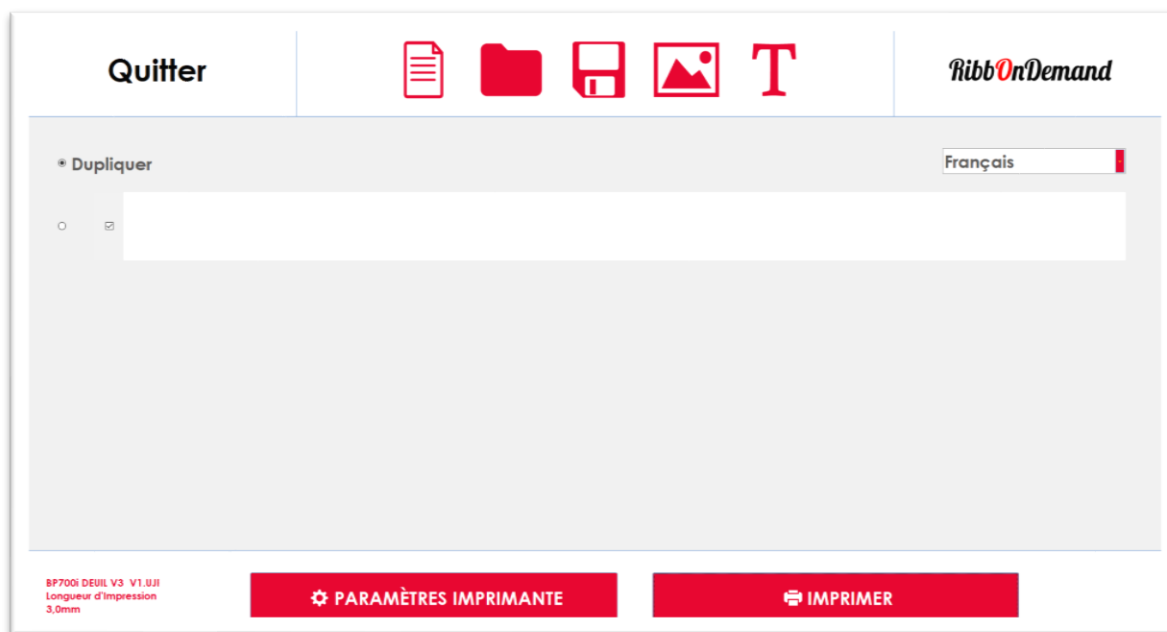 Quitter
T
RibbOnDemand
Dupliquer
Français
BP700i DEUIL V3 V1.UJI
Longueur d'Impression
3,0mm
PARAMÈTRES IMPRIMANTE
IMPRIMER